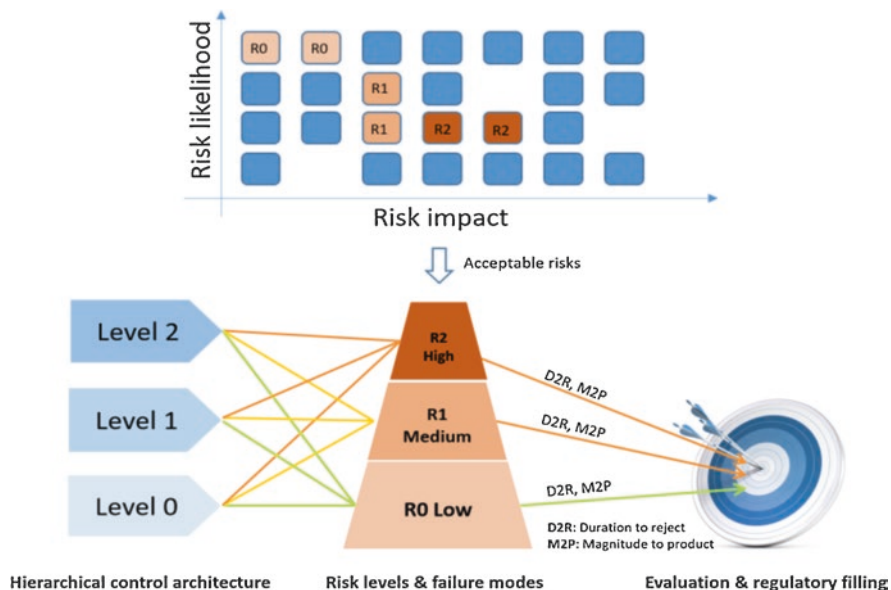 Risk likelihood
R0 R0
R1
R1 R2 R2
Risk impact
Acceptable risks
Level 2
Level 1
Level 0
R2
High
R1
Medium
R0 Low
D2R, M2P
D2R, M2P
D2R, M2P
D2R: Duration to reject
M2P: Magnitude to product
Hierarchical control architecture Risk levels & failure modes Evaluation & regulatory filling